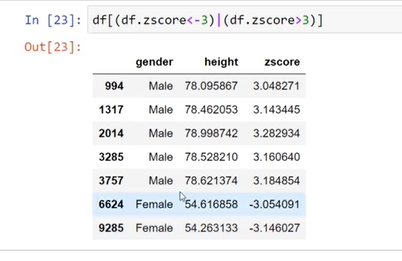 In [23]: df[(df.zscore<-3)|(df.zscore>3)]
Out[23]:
gender height zscore
994 Male 78.095867 3.048271
1317 Male 78.462053 3.143445
2014 Male 78.998742 3.282934
3285 Male 78.528210 3.160640
3757 Male 78.621374 3.184854
6624 Female 54.616858 -3.054091
9285 Female 54.263133 -3.146027